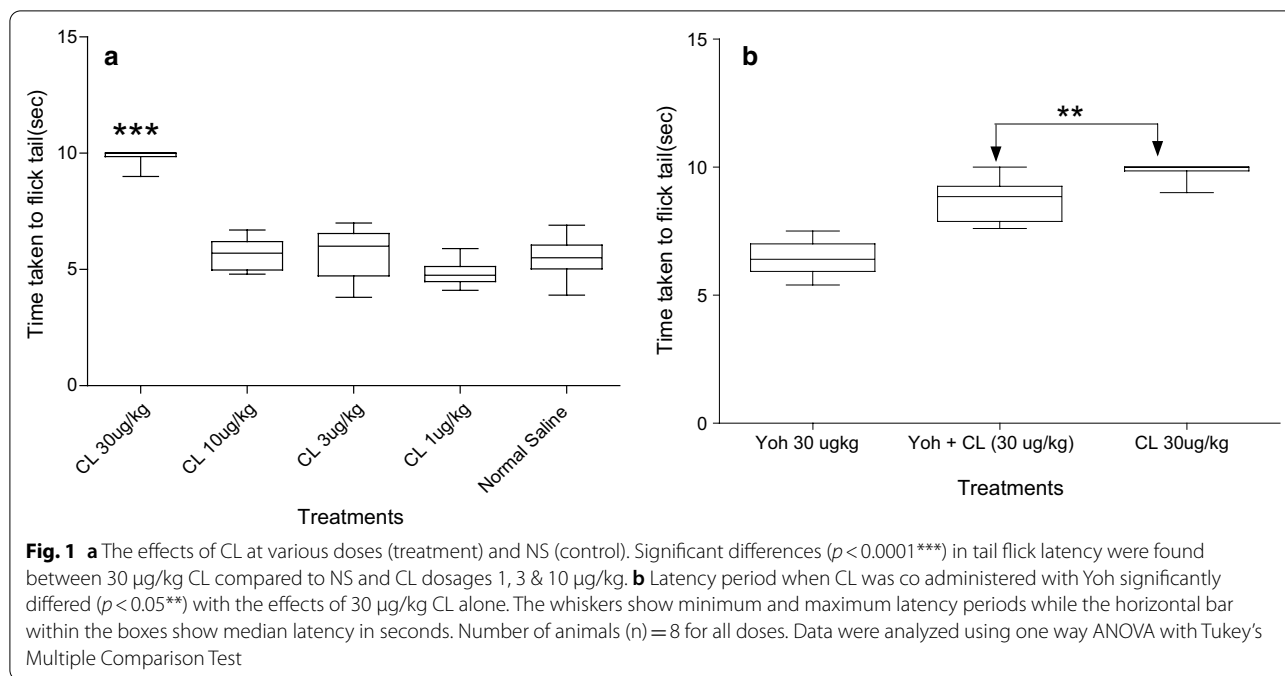 a
15
10
5
0
Time taken to flick tail(sec)
***
CL 30ug/kg
CL 10ug/kg
CL 3ug/kg
CL 1ug/kg
Normal Saline
Treatments
b
15
10
5
0
Time taken to flick tail(sec)
**
Yoh 30 ugkg
Yoh + CL (30 ug/kg)
CL 30ug/kg
Treatments
Fig. 1 a The effects of CL at various doses (treatment) and NS (control). Significant differences (p < 0.0001***) in tail flick latency were found
between 30 µg/kg CL compared to NS and CL dosages 1, 3 & 10 µg/kg. b Latency period when CL was co administered with Yoh significantly
differed (p < 0.05**) with the effects of 30 µg/kg CL alone. The whiskers show minimum and maximum latency periods while the horizontal bar
within the boxes show median latency in seconds. Number of animals (n) = 8 for all doses. Data were analyzed using one way ANOVA with Tukey's
Multiple Comparison Test